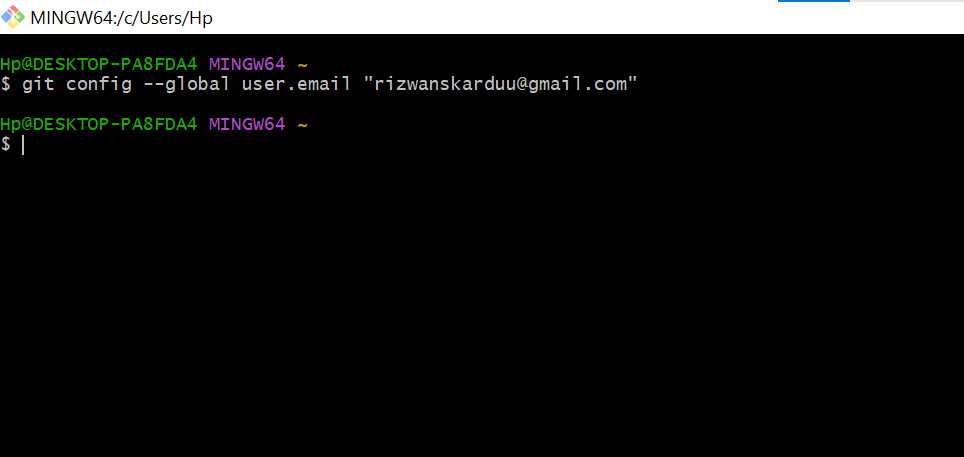 MINGW64:/c/Users/Hp
Hp@DESKTOP-PA8FDA4 MINGW64 ~
$ git config --global user.email "rizwanskarduu@gmail.com"
Hp@DESKTOP-PA8FDA4 MINGW64 ~
$